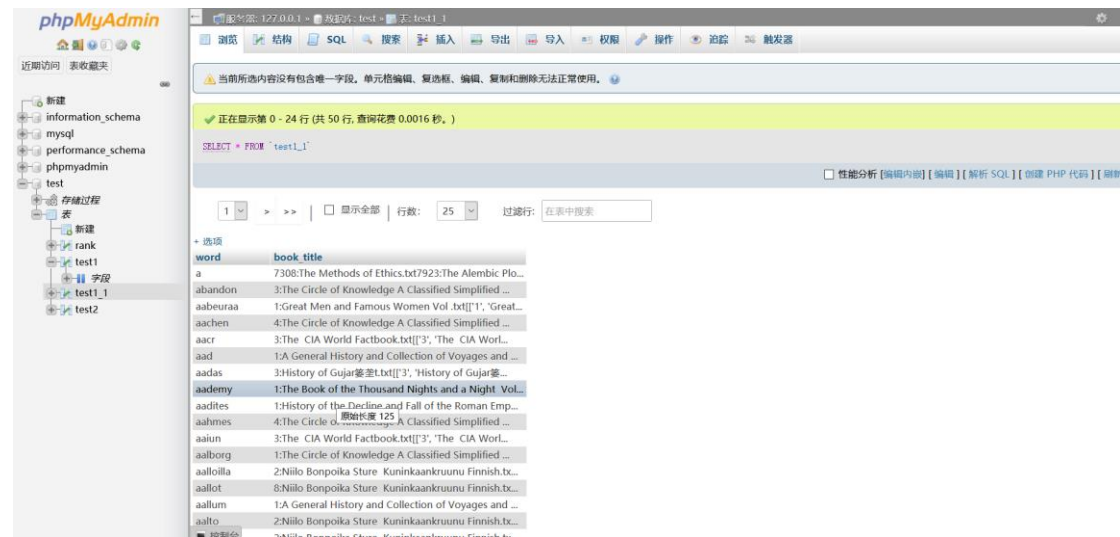 phpMyAdmin
近期访问 表收藏夹
新建
information_schema
mysql
performance_schema
phpmyadmin
test
存储过程
表
新建
rank
test1
字段
test1_1
test2
服务器: 127.0.0.1 » 数据库: test » 表: test1_1
浏览 结构 SQL 搜索 插入 导出 导入 权限 操作 追踪 触发器
当前所选内容没有包含唯一字段。单元格编辑、复选框、编辑、复制和删除无法正常使用。
正在显示第 0 - 24 行 (共 50 行, 查询花费 0.0016 秒。)
SELECT * FROM `test1_1`
性能分析 [编辑内嵌] [ 编辑 ] [ 解析 SQL ] [ 创建 PHP 代码 ] [ 刷新
1 > >> 显示全部 行数: 25 过滤行: 在表中搜索
+ 选项
word book_title
a 7308:The Methods of Ethics.txt7923:The Alembic Plo...
abandon 3:The Circle of Knowledge A Classified Simplified ...
aabeuraa 1:Great Men and Famous Women Vol .txt[['1', 'Great...
aachen 4:The Circle of Knowledge A Classified Simplified ...
aacr 3:The CIA World Factbook.txt[['3', 'The CIA Worl...
aad 1:A General History and Collection of Voyages and ...
aadas 3:History of Gujar t.txt[['3', 'History of Gujar ...
aademy 1:The Book of the Thousand Nights and a Night Vol...
aadites 1:History of the Decline and Fall of the Roman Emp...
原始长度 125
aahmes 4:The Circle of Knowledge A Classified Simplified ...
aaiun 3:The CIA World Factbook.txt[['3', 'The CIA Worl...
aalborg 1:The Circle of Knowledge A Classified Simplified ...
aalloilla 2:Niilo Bonpoika Sture Kuninkaankruunu Finnish.tx...
aallot 8:Niilo Bonpoika Sture Kuninkaankruunu Finnish.tx...
aallum 1:A General History and Collection of Voyages and ...
aalto 2:Niilo Bonpoika Sture Kuninkaankruunu Finnish.tx...
控制台